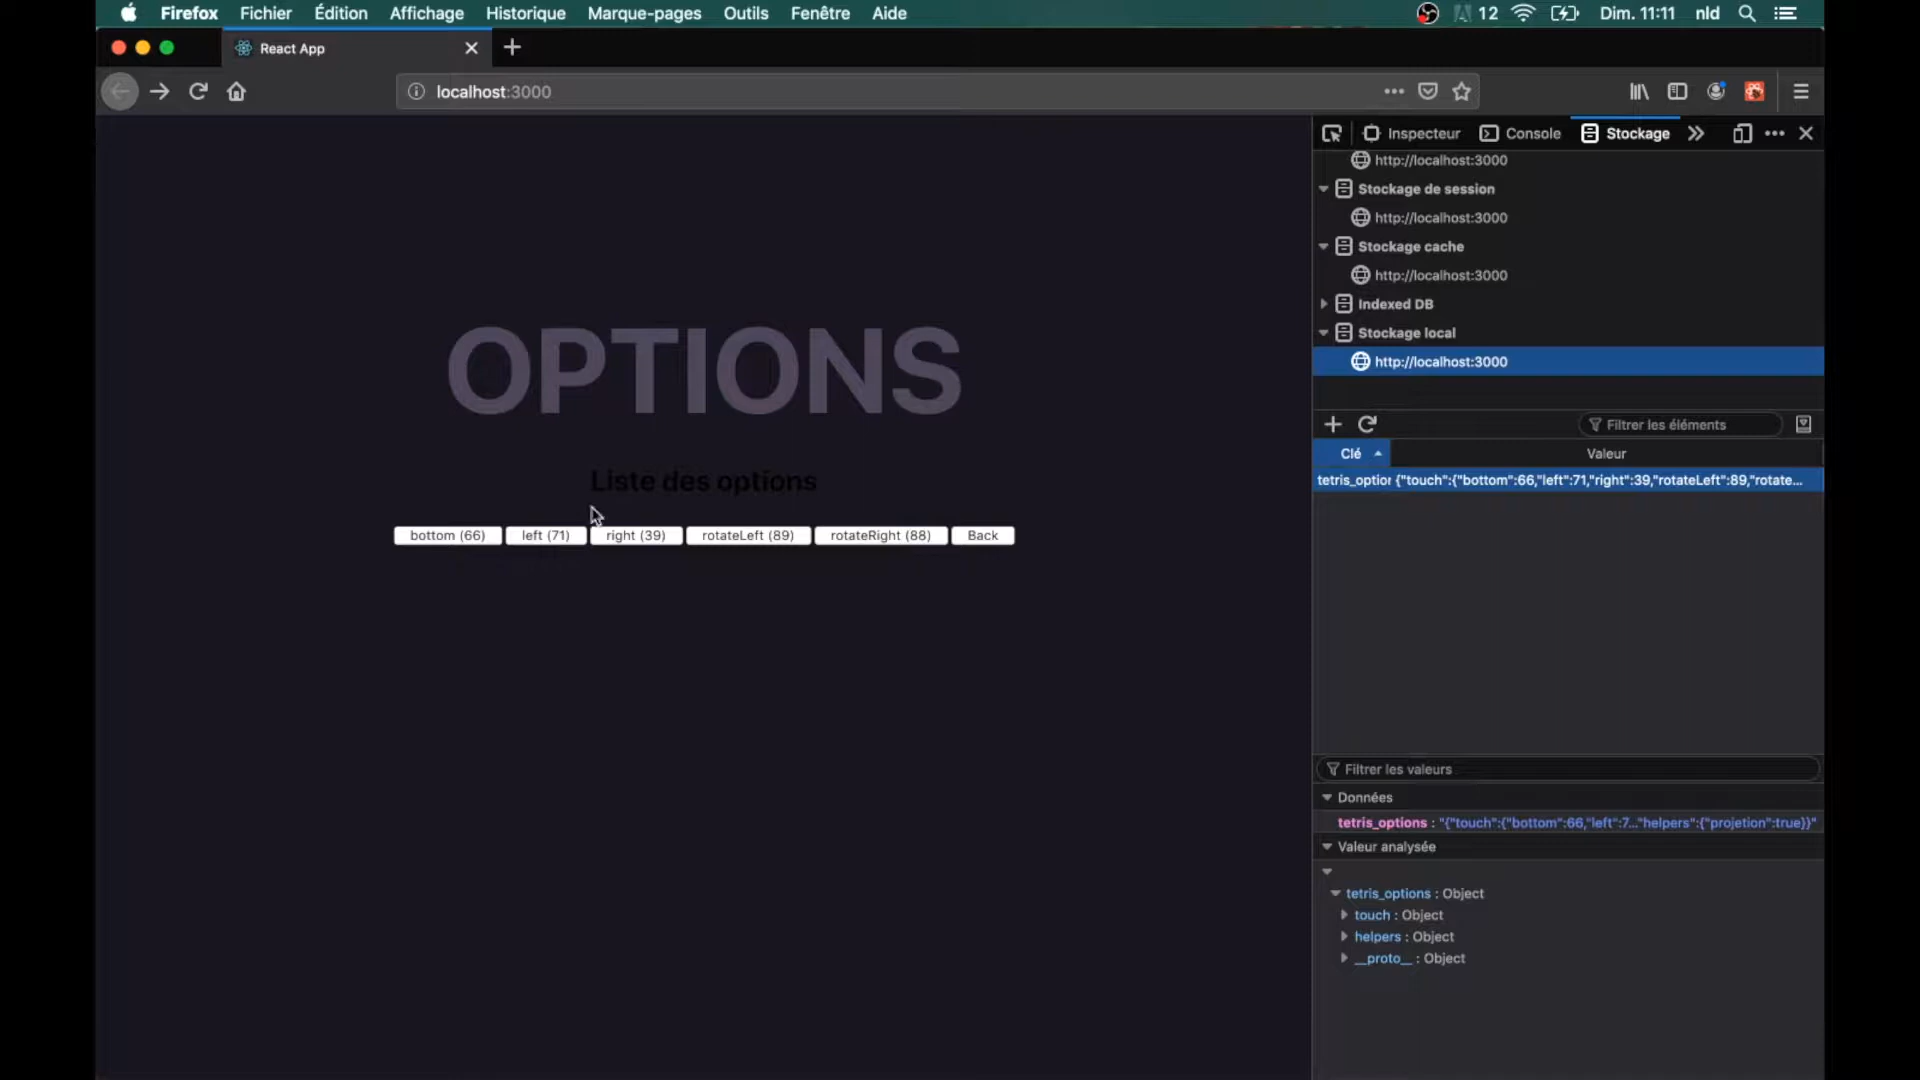 Firefox Fichier Édition Affichage Historique Marque-pages Outils Fenêtre Aide 12 Dim. 11:11 nld
React App
localhost:3000
Inspecteur Console Stockage
http://localhost:3000
Stockage de session
http://localhost:3000
Stockage cache
http://localhost:3000
Indexed DB
Stockage local
http://localhost:3000
Filtrer les éléments
Clé Valeur
tetris_option {"touch":{"bottom":66,"left":71,"right":39,"rotateLeft":89,"rotate...
Filtrer les valeurs
Données
tetris_options : "{"touch":{"bottom":66,"left":7..."helpers":{"projetion":true}}"
Valeur analysée
tetris_options : Object
touch : Object
helpers : Object
__proto__ : Object
OPTIONS
Liste des options
bottom (66) left (71) right (39) rotateLeft (89) rotateRight (88) Back